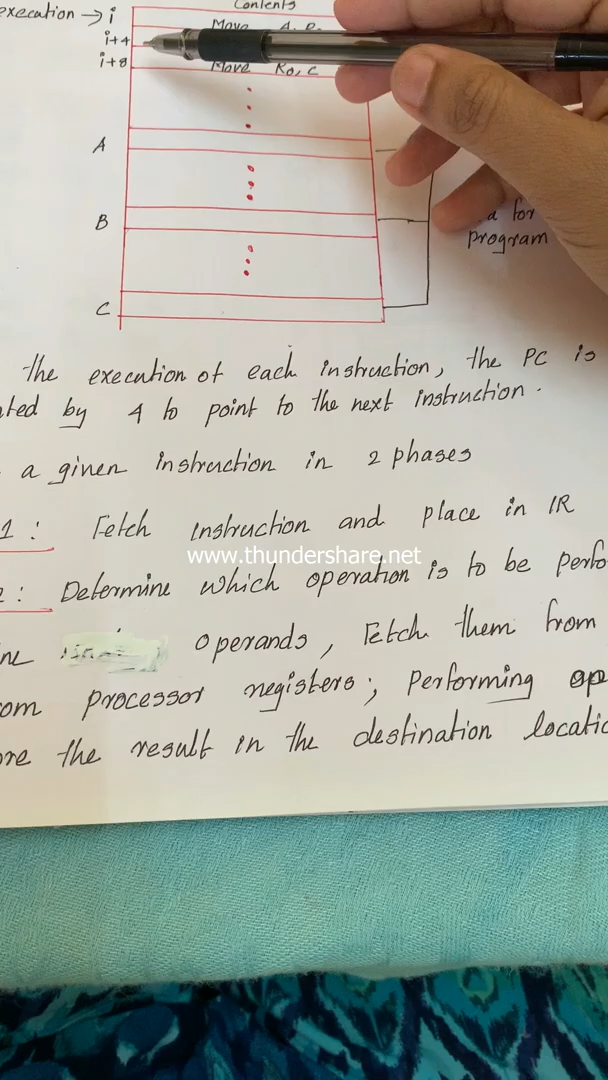 execution → i
Contents
Move
i+4
i+8
Move R0, C
A
B
a for
program
C
the execution of each instruction, the PC is
ated by 4 to point to the next instruction.
a given instruction in 2 phases
1: Fetch instruction and place in IR
www.thundershare.net
2: Determine which operation is to be perfo
ine operands, Fetch them from
om processor registers; Performing op
ore the result in the destination locatio